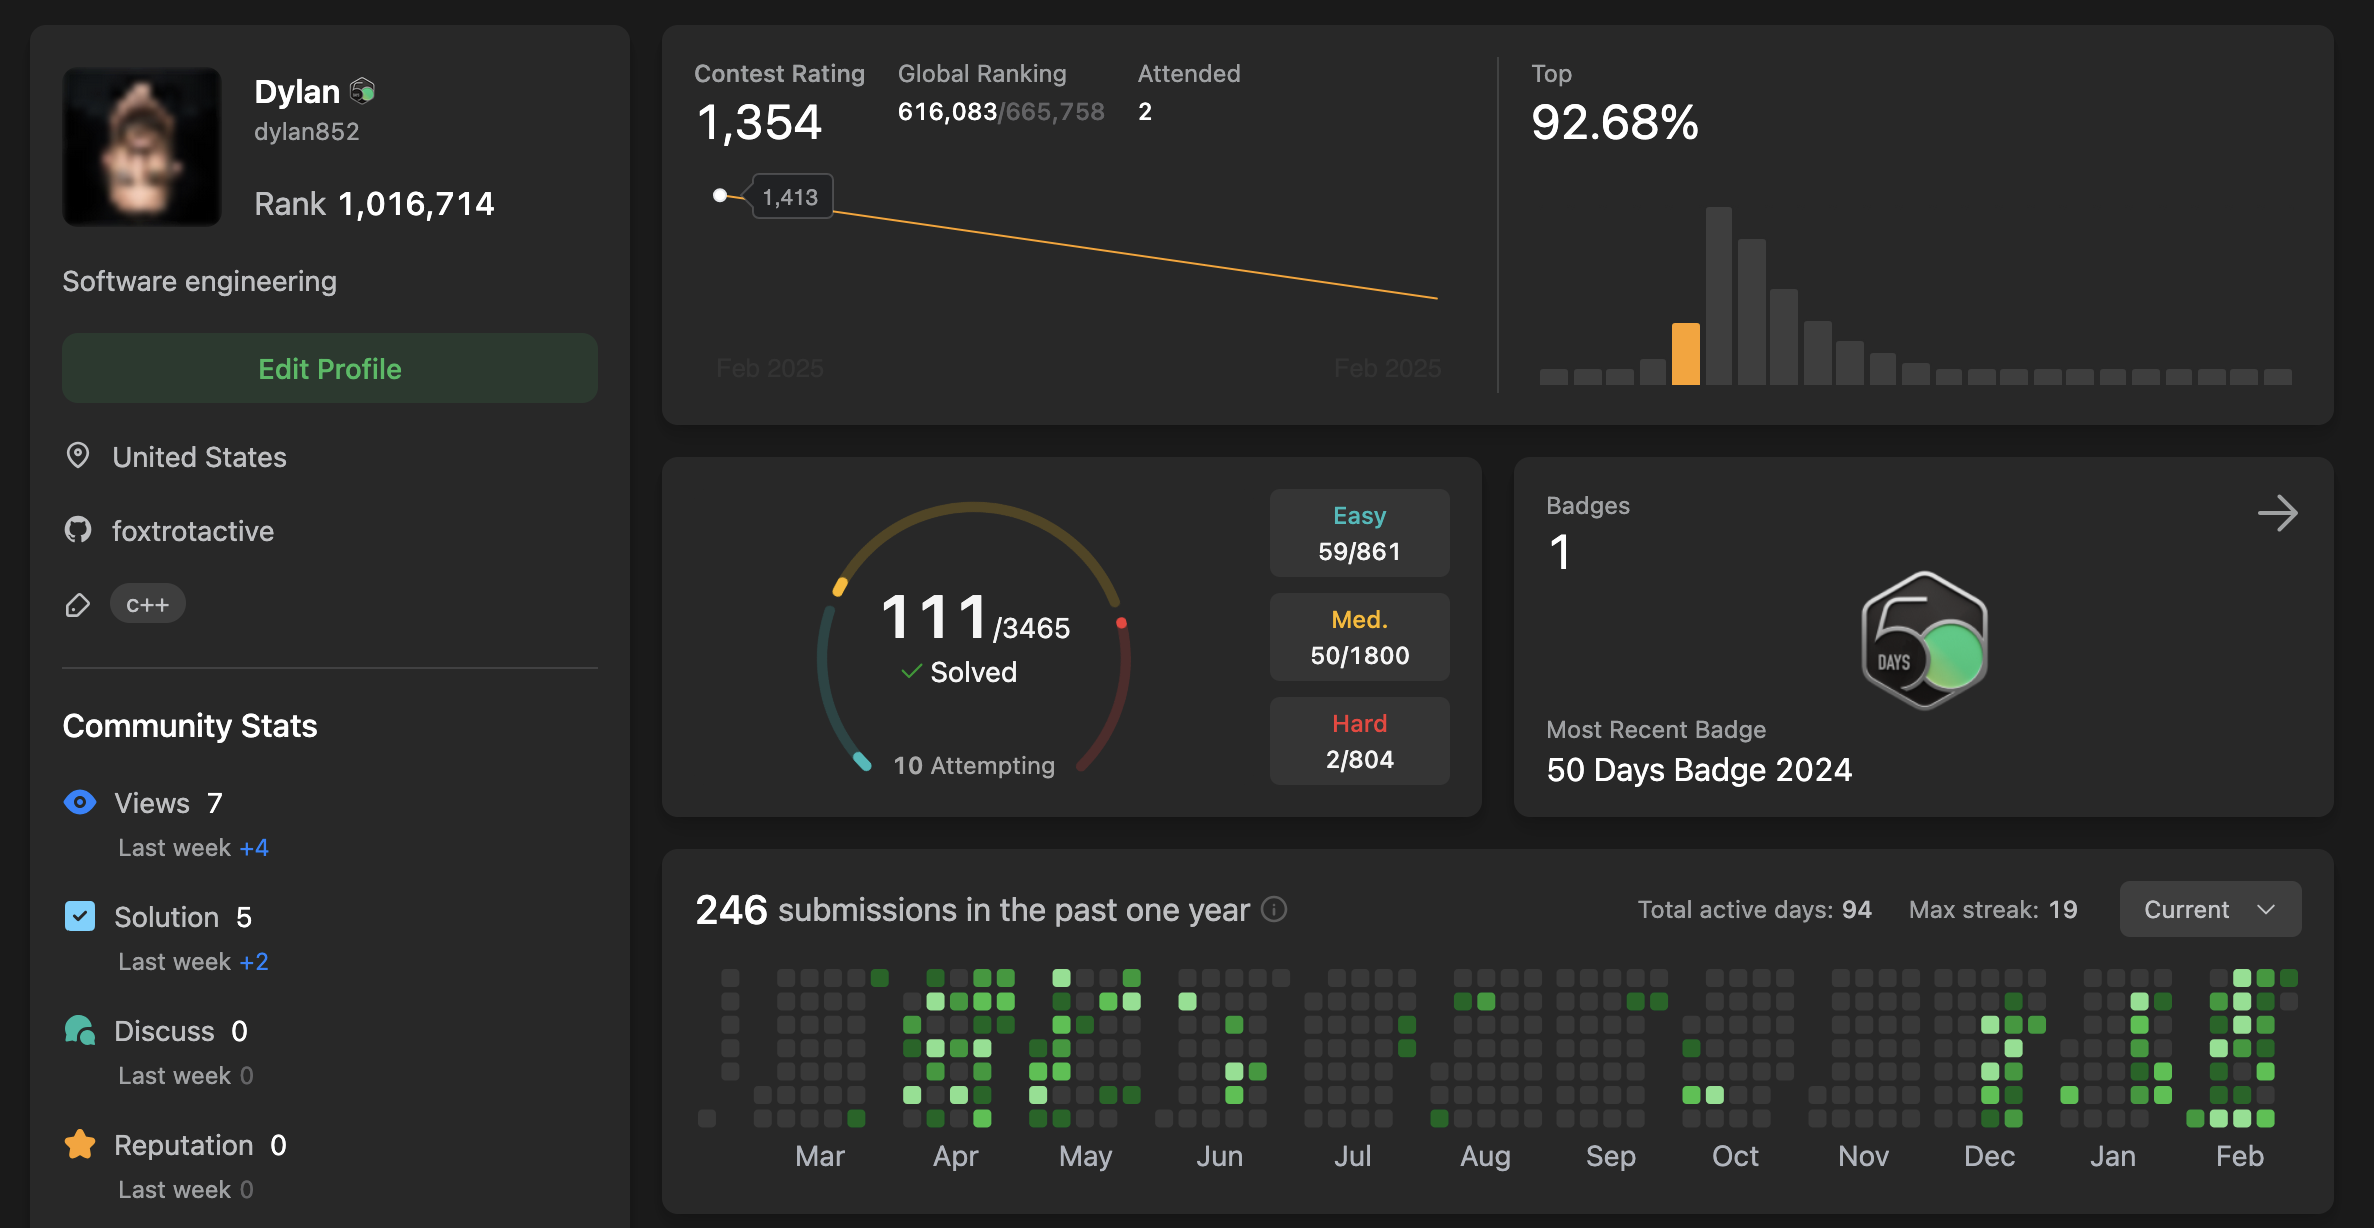 Dylan
dylan852
Rank 1,016,714
Software engineering
Edit Profile
United States
foxtrotactive
c++
Community Stats
Views 7
Last week +4
Solution 5
Last week +2
Discuss 0
Last week 0
Reputation 0
Last week 0
Contest Rating
1,354
Global Ranking
616,083/665,758
Attended
2
1,413
Feb 2025
Feb 2025
Top
92.68%
111/3465
Solved
10 Attempting
Easy
59/861
Med.
50/1800
Hard
2/804
Badges
1
50
DAYS
Most Recent Badge
50 Days Badge 2024
246 submissions in the past one year
Total active days: 94
Max streak: 19
Current
Mar Apr May Jun Jul Aug Sep Oct Nov Dec Jan Feb